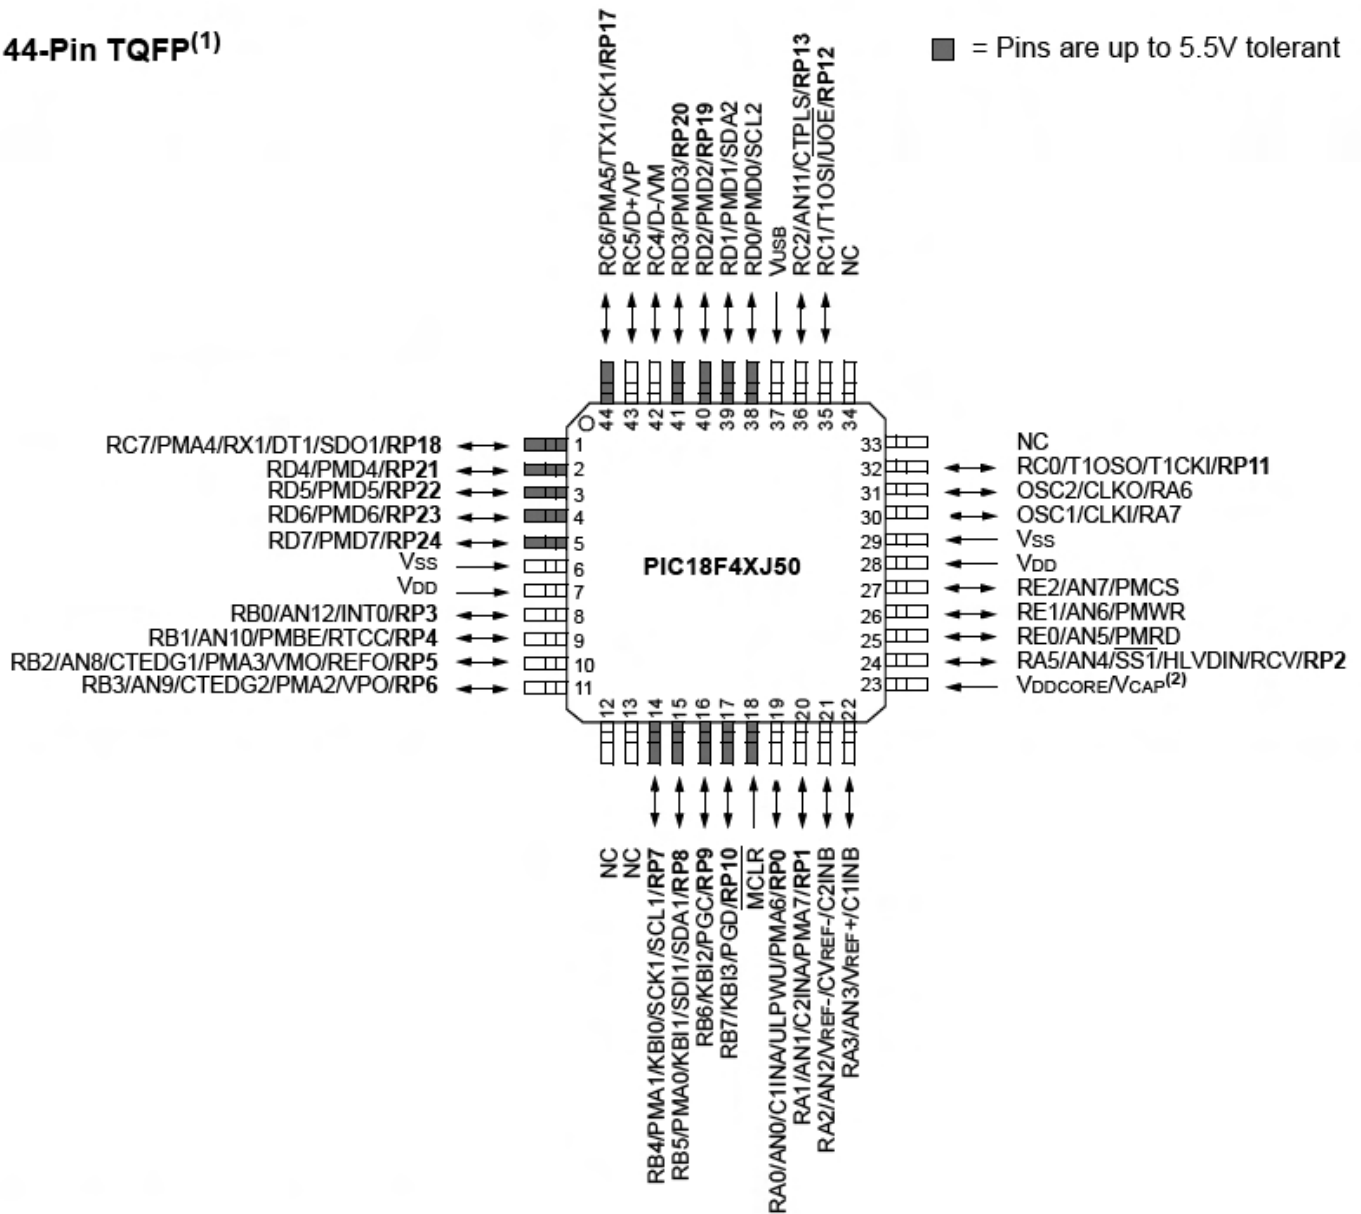 44-Pin TQFP(1)
= Pins are up to 5.5V tolerant
RC6/PMA5/TX1/CK1/RP17
RC5/D+/VP
RC4/D-/VM
RD3/PMD3/RP20
RD2/PMD2/RP19
RD1/PMD1/SDA2
RD0/PMD0/SCL2
VUSB
RC2/AN11/CTPLS/RP13
RC1/T1OSI/UOE/RP12
NC
44
43
42
41
40
39
38
37
36
35
34
RC7/PMA4/RX1/DT1/SDO1/RP18 1
RD4/PMD4/RP21 2
RD5/PMD5/RP22 3
RD6/PMD6/RP23 4
RD7/PMD7/RP24 5
VSS 6
VDD 7
RB0/AN12/INT0/RP3 8
RB1/AN10/PMBE/RTCC/RP4 9
RB2/AN8/CTEDG1/PMA3/VMO/REFO/RP5 10
RB3/AN9/CTEDG2/PMA2/VPO/RP6 11
PIC18F4XJ50
33 NC
32 RC0/T1OSO/T1CKI/RP11
31 OSC2/CLKO/RA6
30 OSC1/CLKI/RA7
29 VSS
28 VDD
27 RE2/AN7/PMCS
26 RE1/AN6/PMWR
25 RE0/AN5/PMRD
24 RA5/AN4/SS1/HLVDIN/RCV/RP2
23 VDDCORE/VCAP(2)
12
13
14
15
16
17
18
19
20
21
22
NC
NC
RB4/PMA1/KBI0/SCK1/SCL1/RP7
RB5/PMA0/KBI1/SDI1/SDA1/RP8
RB6/KBI2/PGC/RP9
RB7/KBI3/PGD/RP10
MCLR
RA0/AN0/C1INA/ULPWU/PMA6/RP0
RA1/AN1/C2INA/PMA7/RP1
RA2/AN2/VREF-/CVREF-/C2INB
RA3/AN3/VREF+/C1INB